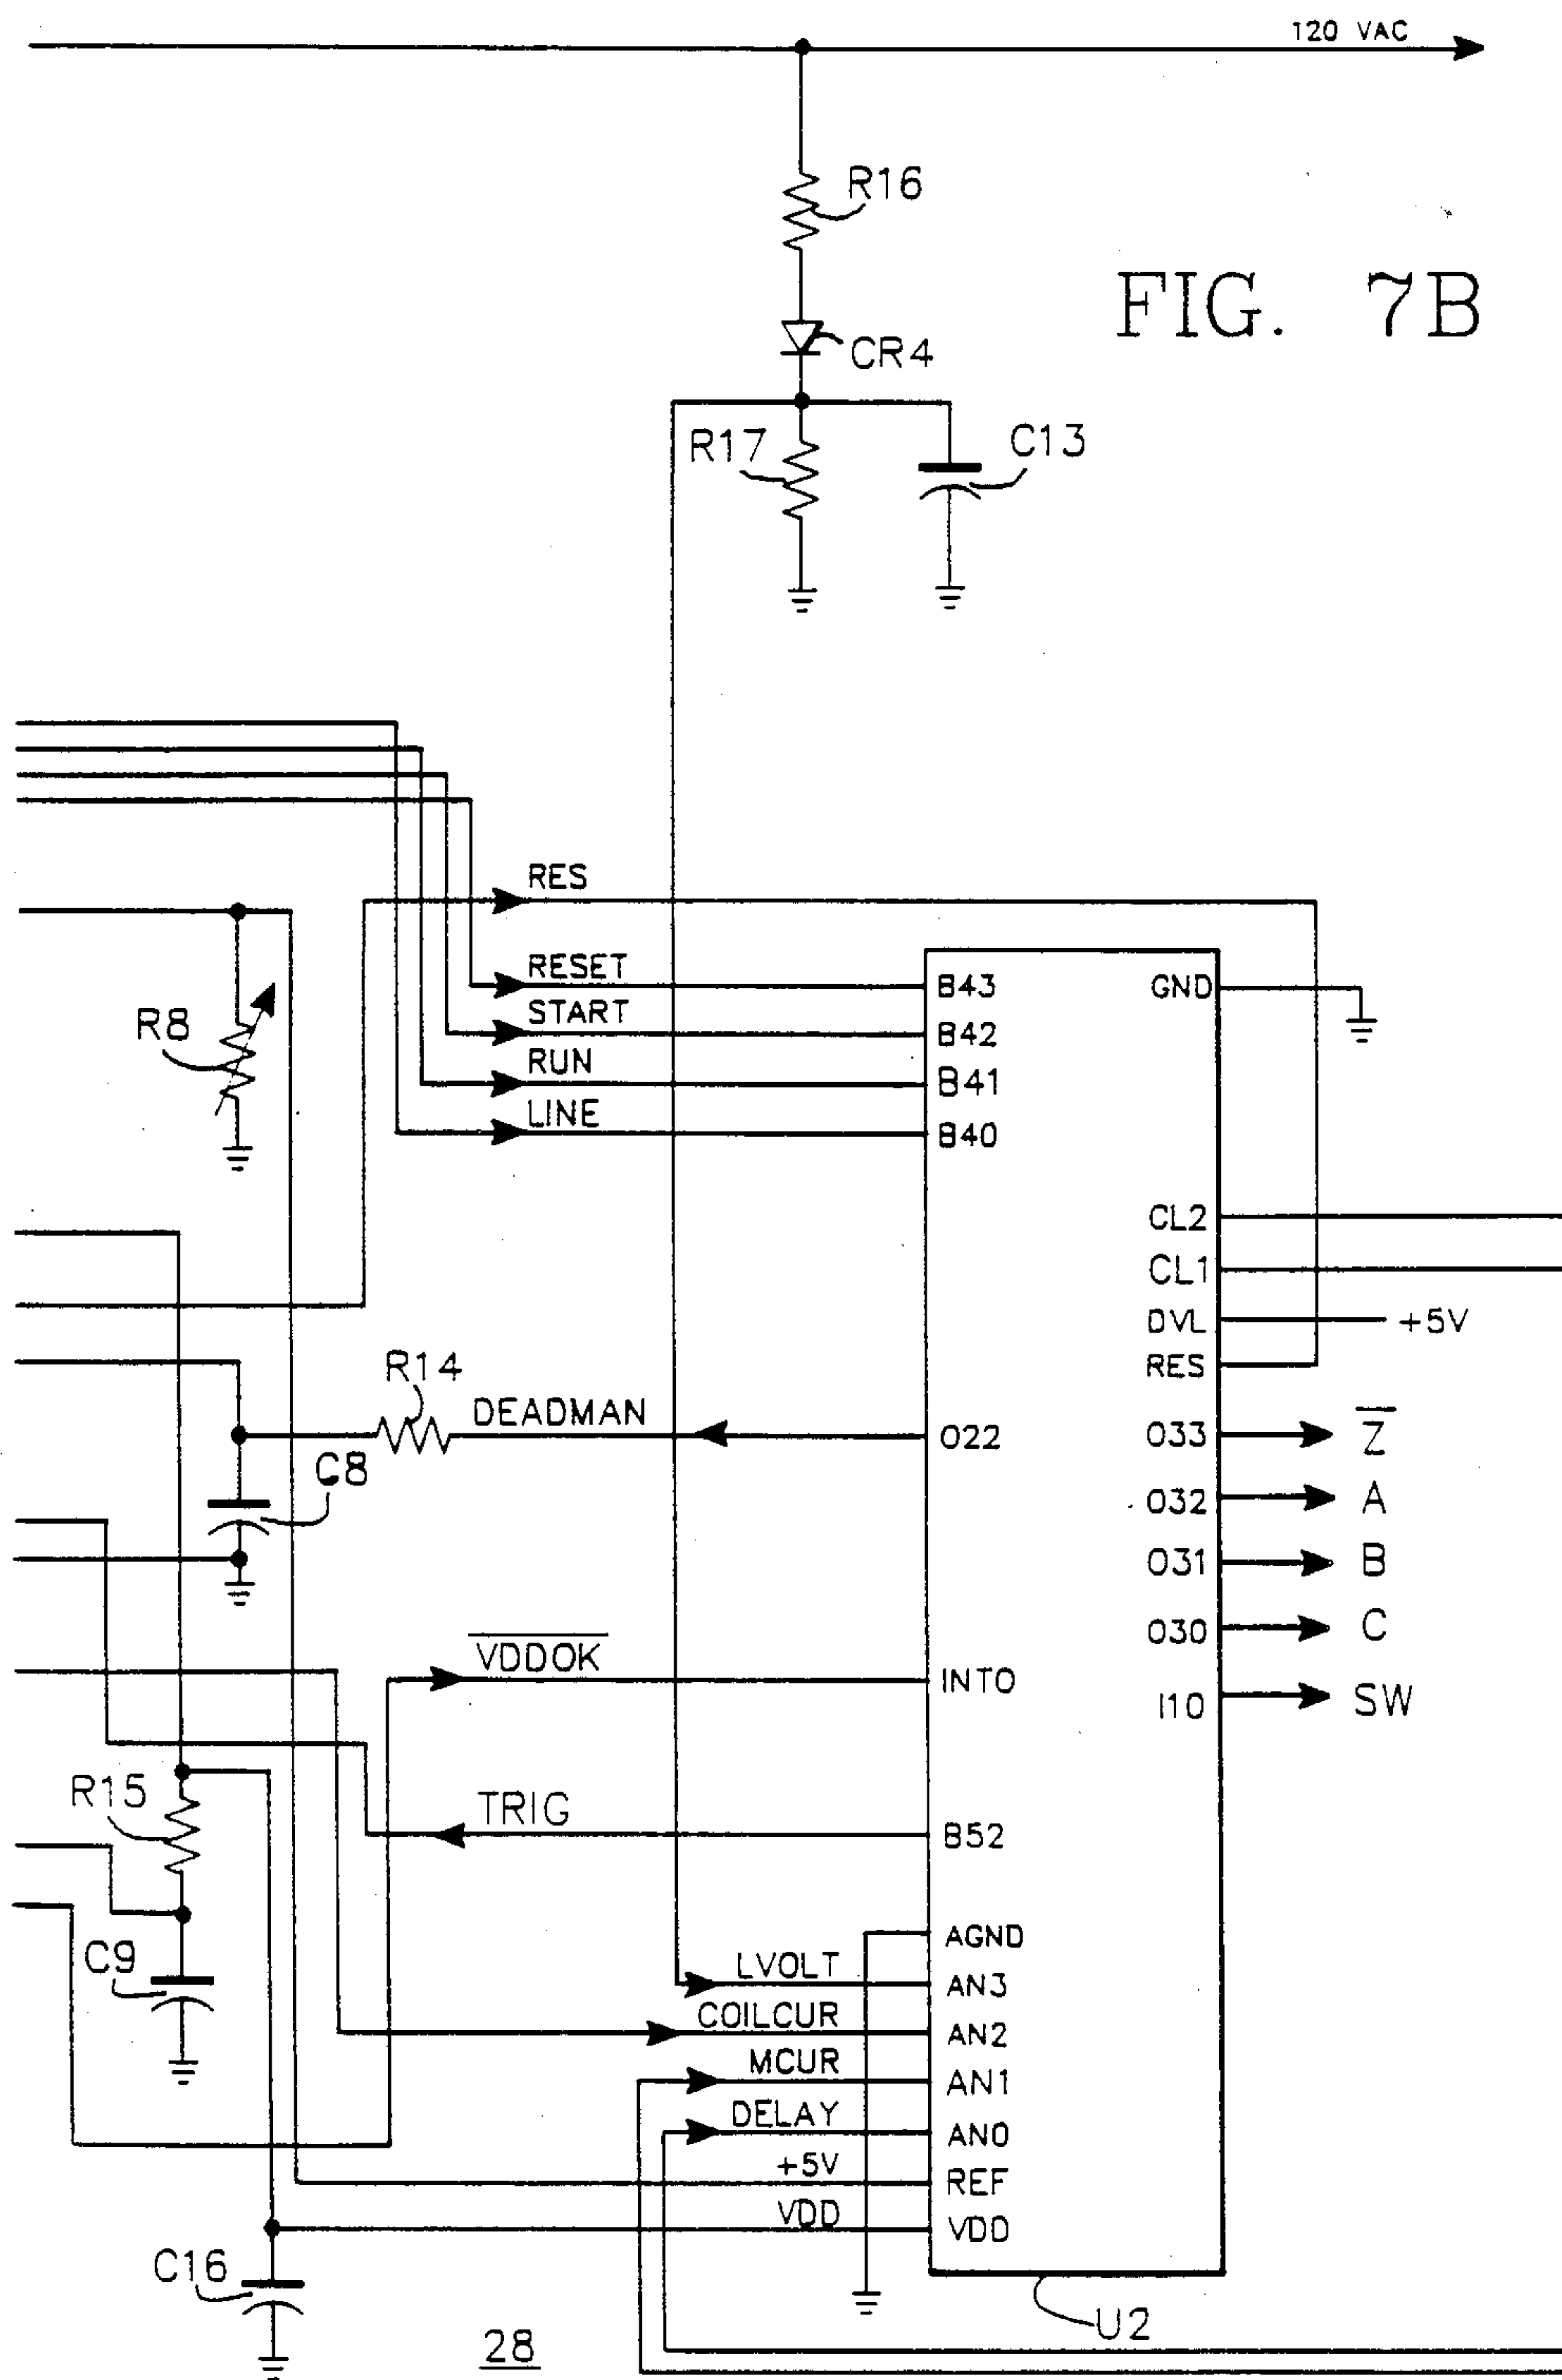 120 VAC
R16
FIG. 7B
CR4
R17
C13
RES
RESET
START
RUN
LINE
B43
B42
B41
B40
GND
R8
CL2
CL1
DVL
+5V
RES
R14
DEADMAN
O22
C8
O33
Z̅
O32
A
O31
B
O30
C
V̅D̅D̅O̅K̅
INTO
I10
SW
R15
TRIG
B52
C9
AGND
LVOLT
AN3
COILCUR
AN2
MCUR
AN1
DELAY
AN0
+5V
REF
VDD
VDD
C16
28
U2